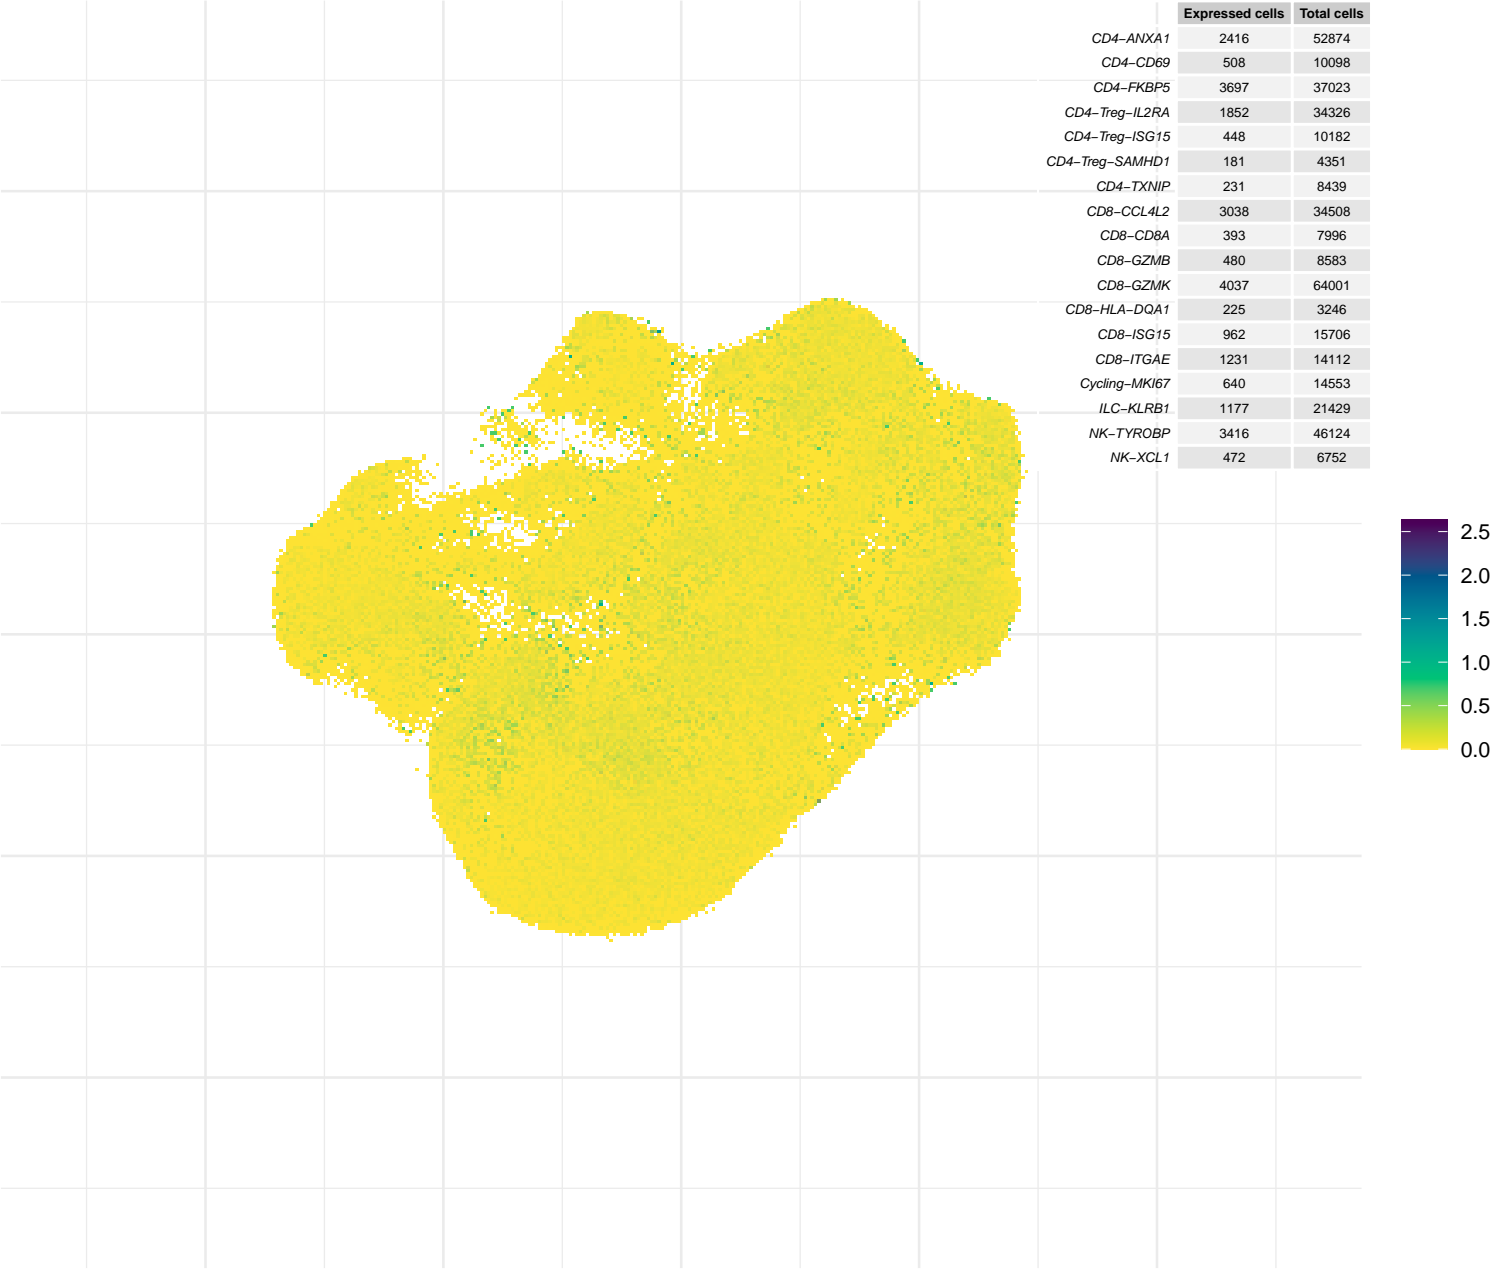 Expressed cells Total cells
CD4−ANXA1 2416 52874
CD4−CD69 508 10098
CD4−FKBP5 3697 37023
CD4−Treg−IL2RA 1852 34326
CD4−Treg−ISG15 448 10182
CD4−Treg−SAMHD1 181 4351
CD4−TXNIP 231 8439
CD8−CCL4L2 3038 34508
CD8−CD8A 393 7996
CD8−GZMB 480 8583
CD8−GZMK 4037 64001
CD8−HLA−DQA1 225 3246
CD8−ISG15 962 15706
CD8−ITGAE 1231 14112
Cycling−MKI67 640 14553
ILC−KLRB1 1177 21429
NK−TYROBP 3416 46124
NK−XCL1 472 6752
2.5
2.0
1.5
1.0
0.5
0.0